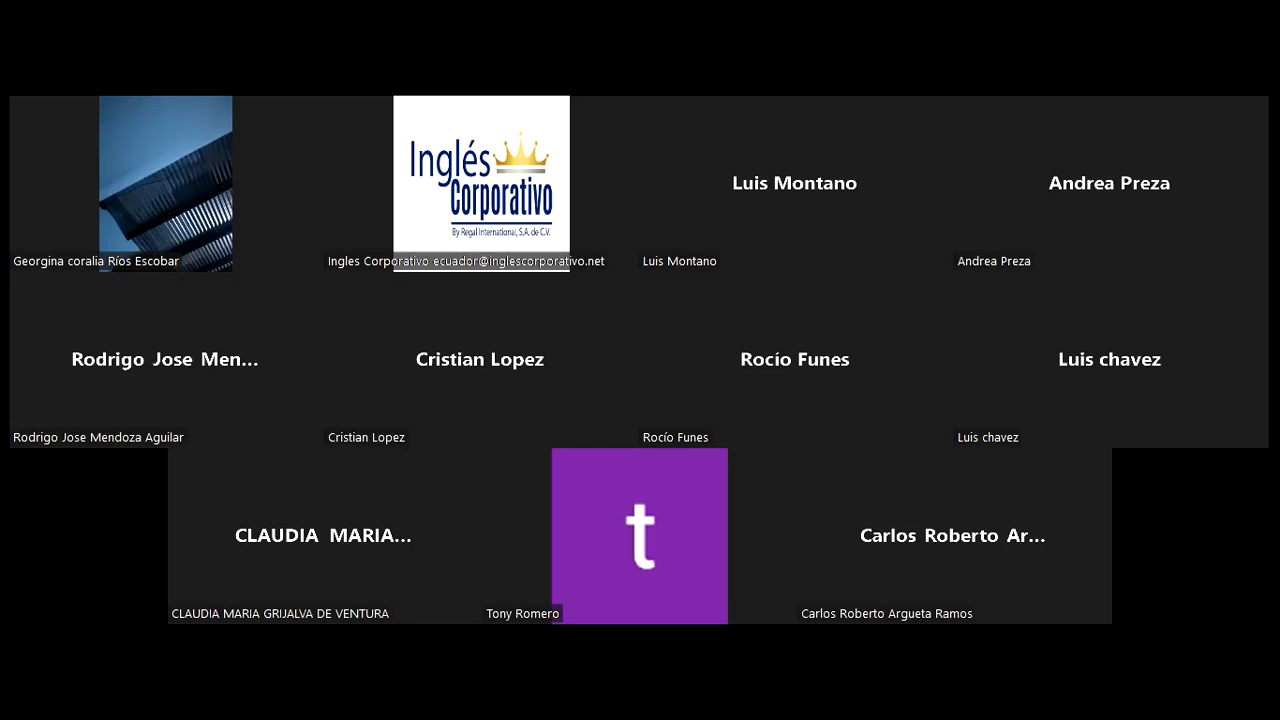 Inglés
Corporativo
By Regal International, S.A. de C.V.
Luis Montano
Andrea Preza
Georgina coralia Ríos Escobar
Ingles Corporativo ecuador@inglescorporativo.net
Luis Montano
Andrea Preza
Rodrigo Jose Men...
Cristian Lopez
Rocío Funes
Luis chavez
Rodrigo Jose Mendoza Aguilar
Cristian Lopez
Rocío Funes
Luis chavez
CLAUDIA MARIA...
t
Carlos Roberto Ar...
CLAUDIA MARIA GRIJALVA DE VENTURA
Tony Romero
Carlos Roberto Argueta Ramos